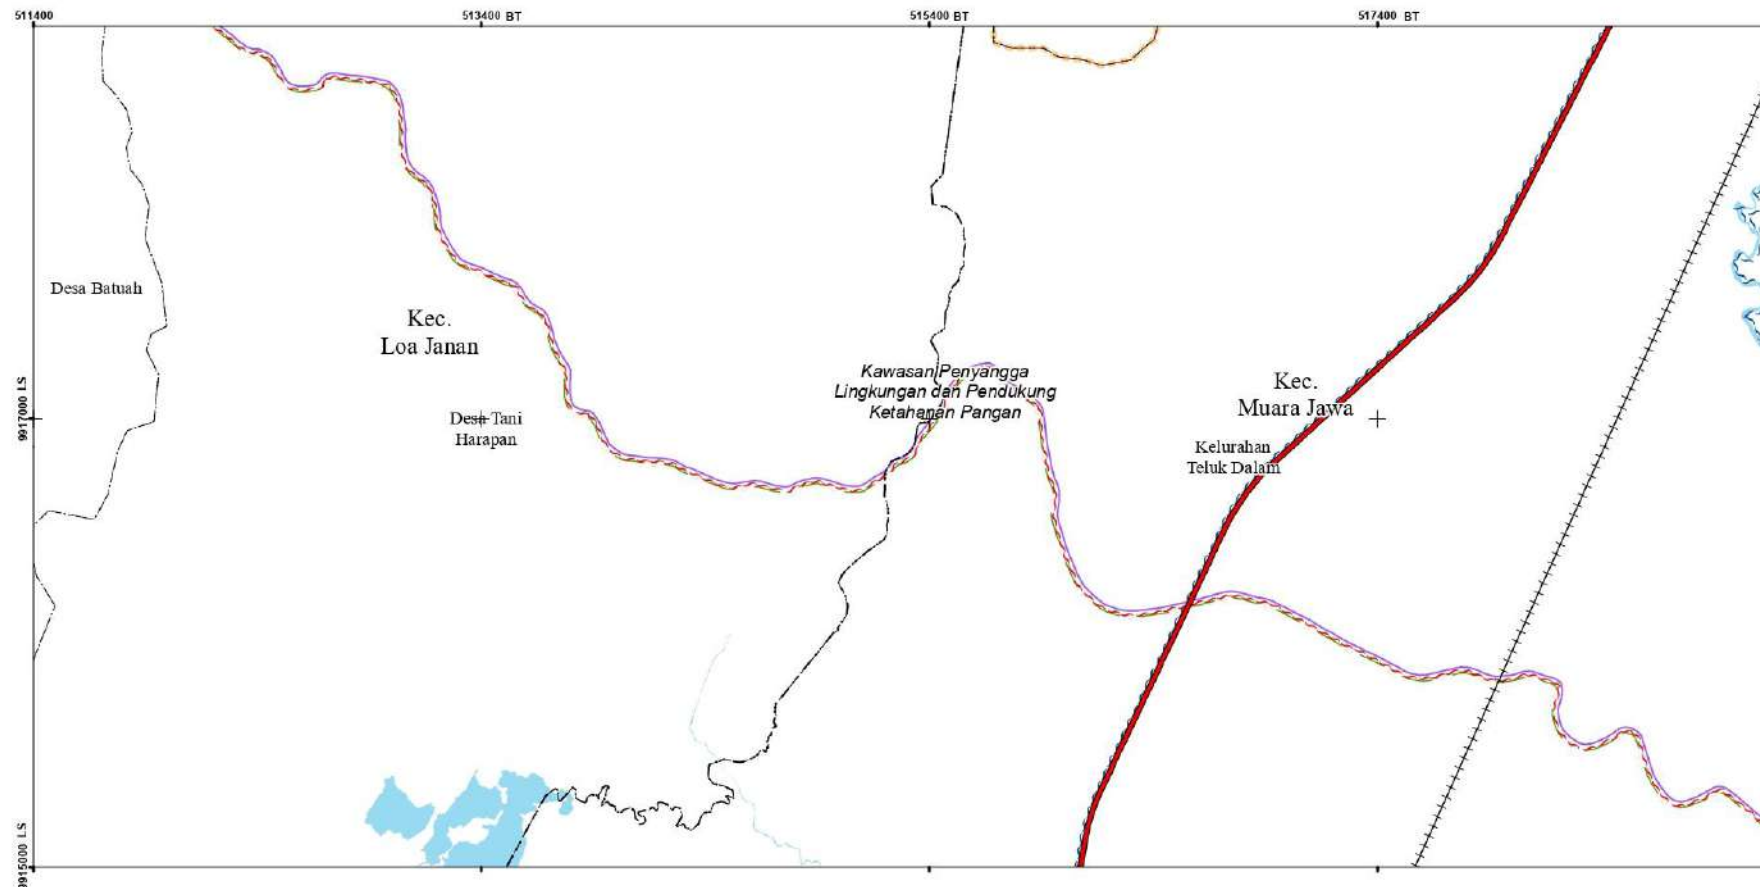 511400
513400 BT
515400 BT
517400 BT
Desa Batuah
Kec.
Loa Janan
Kawasan Penyangga
Lingkungan dan Pendukung
Ketahanan Pangan
Kec.
Muara Jawa
9917000 LS
Desa Tani
Harapan
Kelurahan
Teluk Dalam
9915000 LS